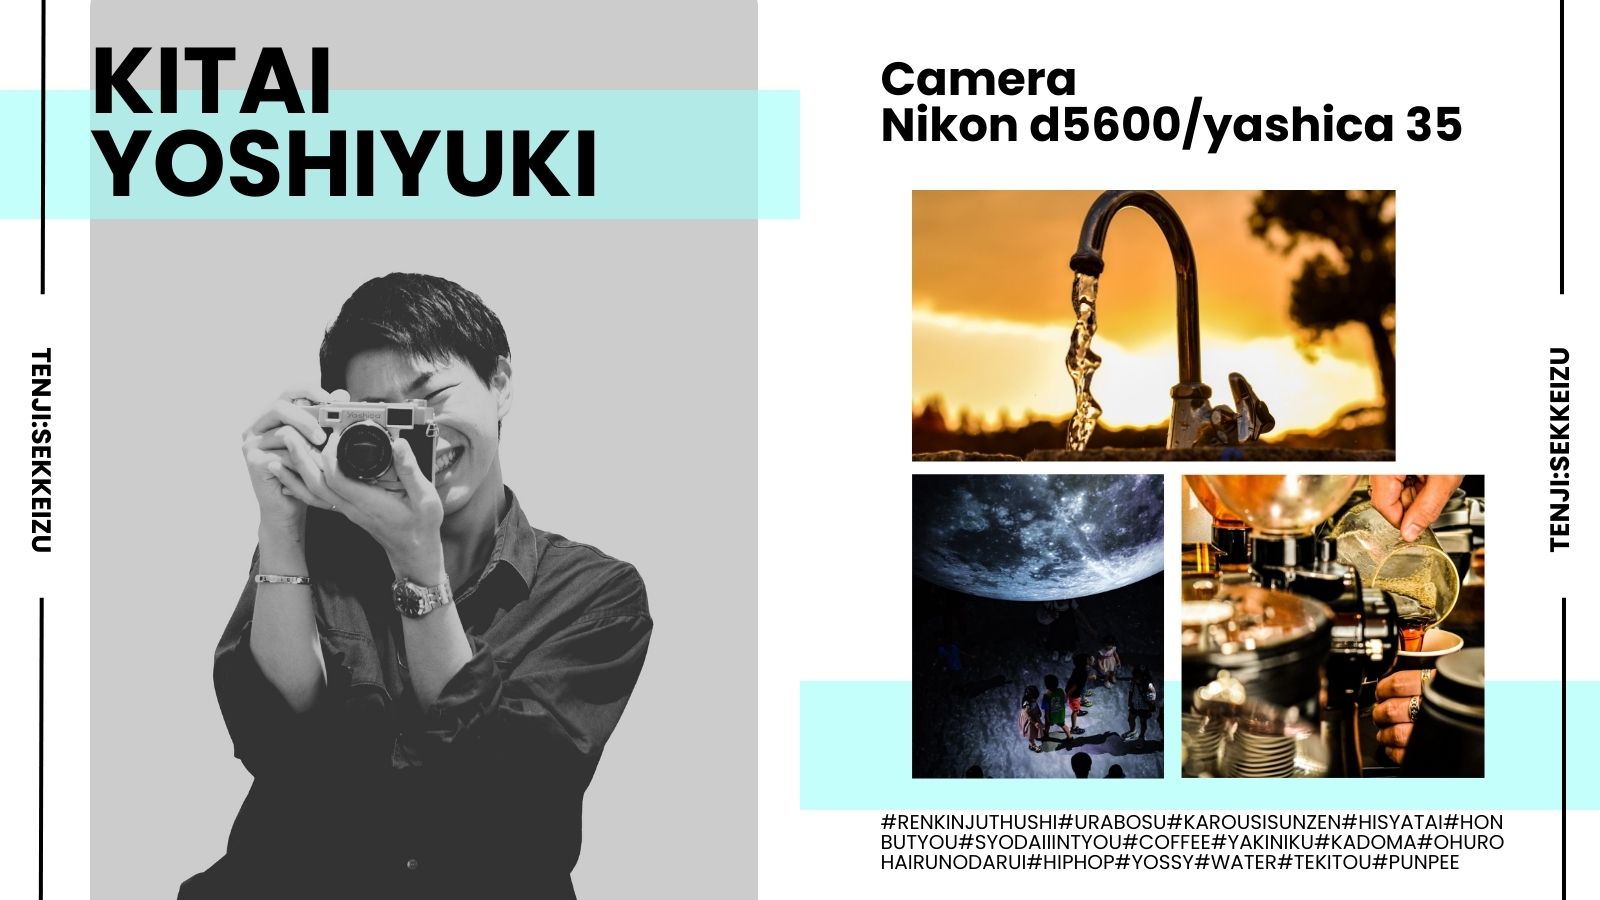 KITAI
YOSHIYUKI
TENJI:SEKKEIZU
Yashica
Camera
Nikon d5600/yashica 35
#RENKINJUTHUSHI#URABOSU#KAROUSISUNZEN#HISYATAI#HON
BUTYOU#SYODAIIINTYOU#COFFEE#YAKINIKU#KADOMA#OHURO
HAIRUNODARUI#HIPHOP#YOSSY#WATER#TEKITOU#PUNPEE
TENJI:SEKKEIZU